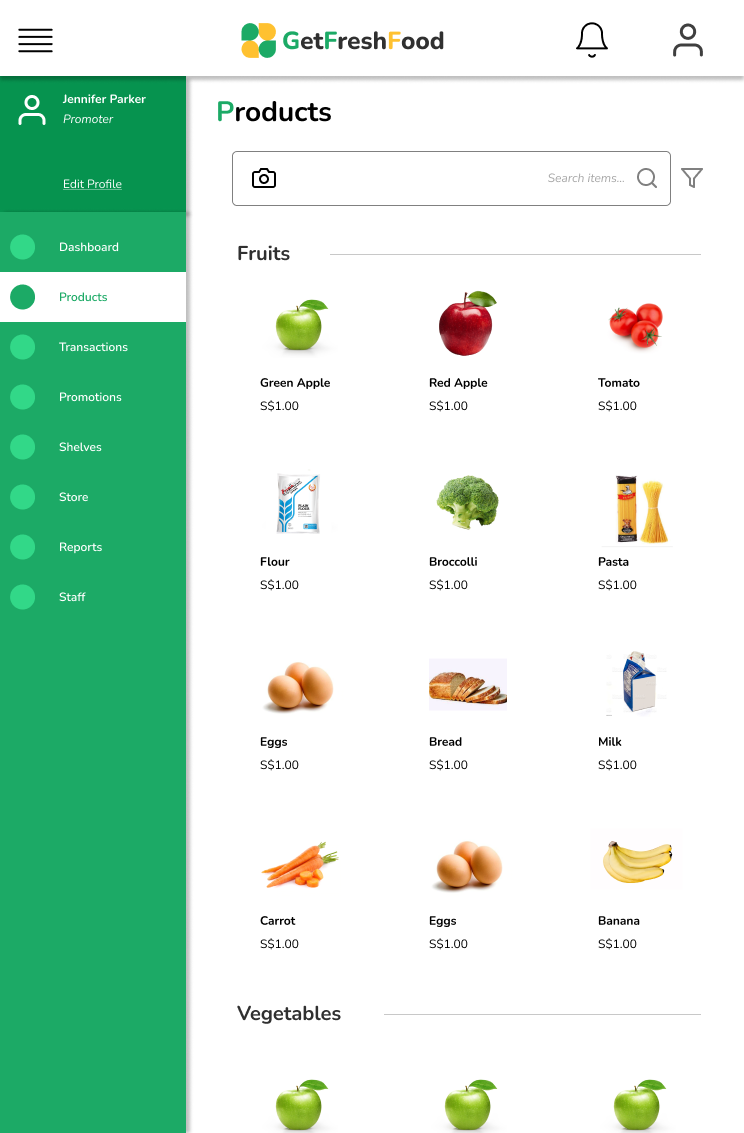 GetFreshFood
Jennifer Parker
Promoter
Edit Profile
Dashboard
Products
Transactions
Promotions
Shelves
Store
Reports
Staff
Products
Search items...
Fruits
Green Apple
S$1.00
Red Apple
S$1.00
Tomato
S$1.00
PLAIN FLOUR
Flour
S$1.00
Broccolli
S$1.00
Pasta
S$1.00
Eggs
S$1.00
Bread
S$1.00
Milk
S$1.00
Carrot
S$1.00
Eggs
S$1.00
Banana
S$1.00
Vegetables